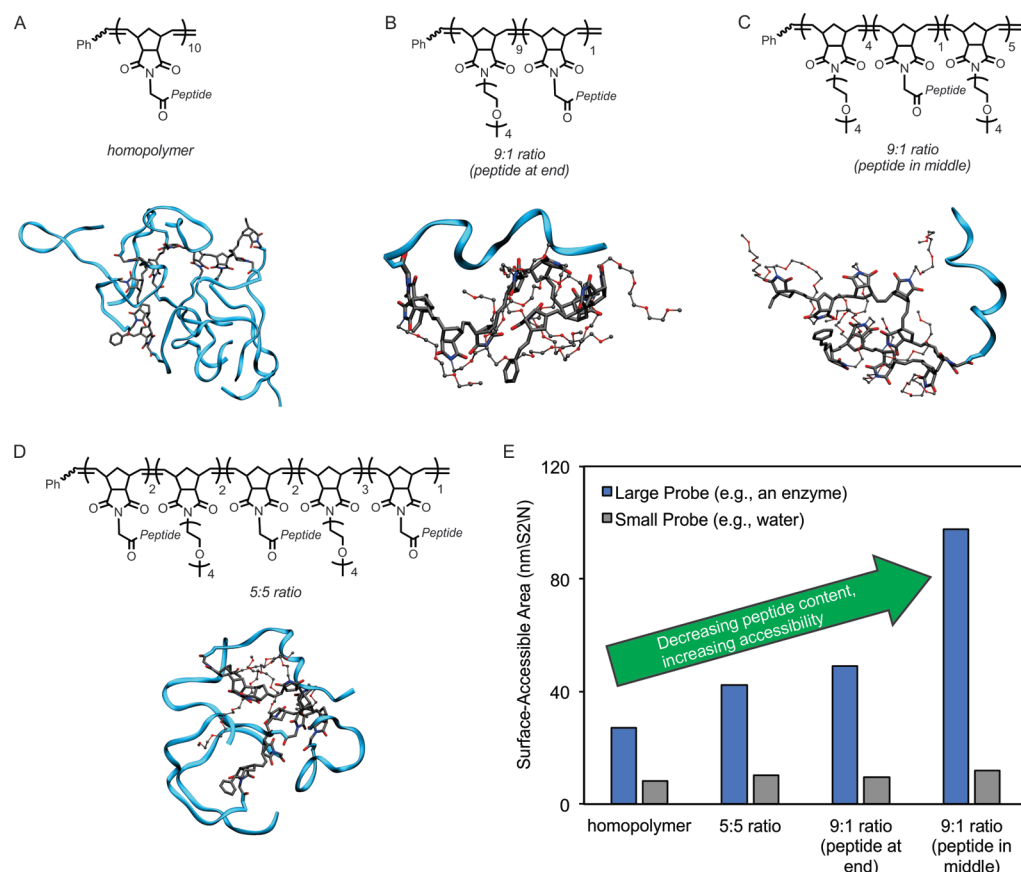 A
Ph
10
O
N
O
O
Peptide
homopolymer
B
Ph
9
1
O
N
O
O
N
O
O
4
O
Peptide
9:1 ratio
(peptide at end)
C
Ph
4
1
5
O
N
O
O
N
O
O
N
O
O
4
O
Peptide
O
4
9:1 ratio
(peptide in middle)
D
Ph
2
2
2
3
1
O
N
O
O
N
O
O
N
O
O
N
O
O
N
O
O
Peptide
O
4
O
Peptide
O
4
O
Peptide
5:5 ratio
E
Surface-Accessible Area (nm\S2\N)
120
80
40
0
Large Probe (e.g., an enzyme)
Small Probe (e.g., water)
Decreasing peptide content,
increasing accessibility
homopolymer
5:5 ratio
9:1 ratio
(peptide at
end)
9:1 ratio
(peptide in
middle)